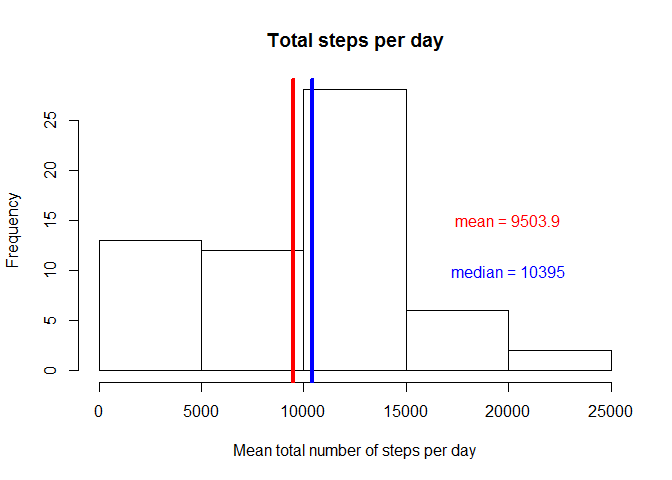 Total steps per day
Frequency
25
20
15
10
5
0
mean = 9503.9
median = 10395
0 5000 10000 15000 20000 25000
Mean total number of steps per day